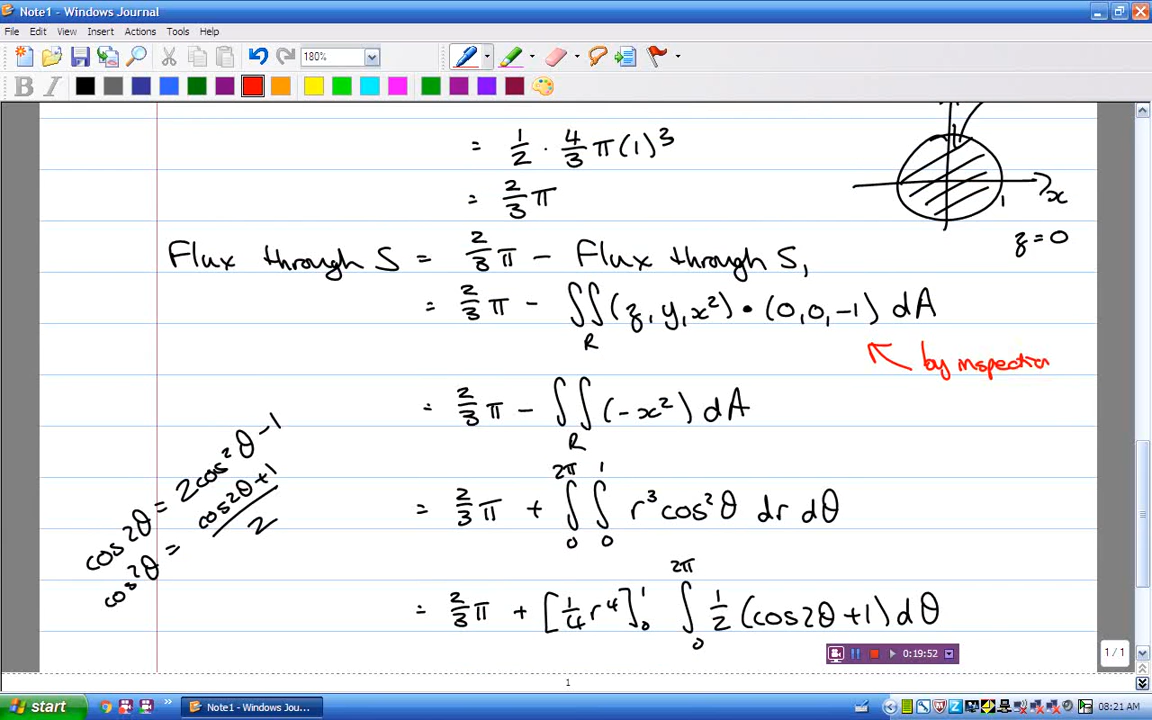 Note1 - Windows Journal
File Edit View Insert Actions Tools Help
180%
B I
= 1/2 · 4/3 π(1)³
= 2/3 π
x
1
z = 0
Flux through S = 2/3 π - Flux through S₁
= 2/3 π - ∬_R (z, y, x²) • (0, 0, -1) dA
by inspection
= 2/3 π - ∬_R (-x²) dA
cos2θ = 2cos²θ - 1
cos²θ = (cos2θ+1)/2
= 2/3 π + ∫₀^2π ∫₀^1 r³cos²θ dr dθ
= 2/3 π + [1/4 r⁴]₀^1 ∫₀^2π 1/2 (cos2θ + 1) dθ
0:19:52
1 / 1
1
start
Note1 - Windows Jou...
08:21 AM